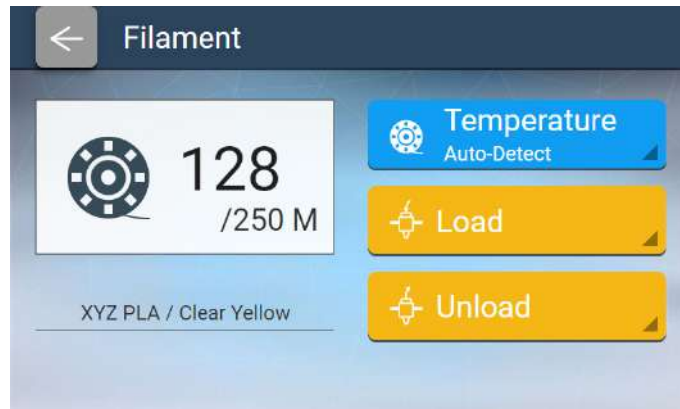 Filament
128
/250 M
XYZ PLA / Clear Yellow
Temperature
Auto-Detect
Load
Unload